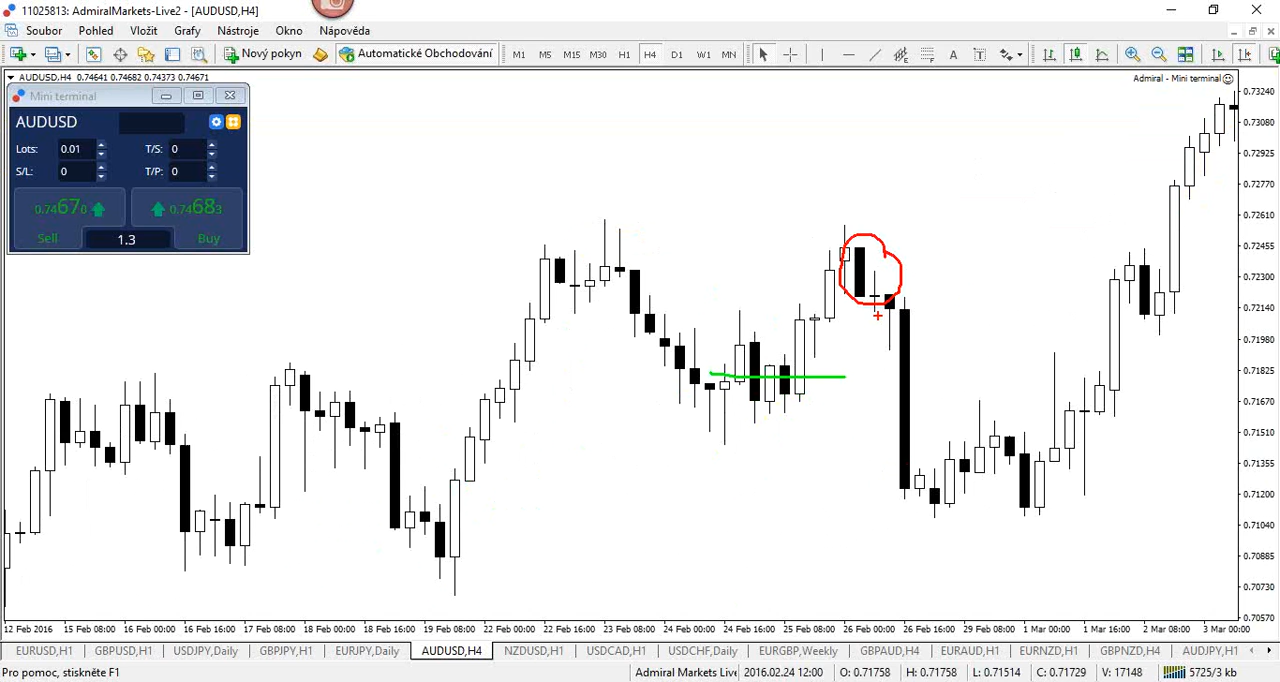 11025813: AdmiralMarkets-Live2 - [AUDUSD,H4]
Soubor Pohled Vložit Grafy Nástroje Okno Nápověda
Nový pokyn Automatické Obchodování M1 M5 M15 M30 H1 H4 D1 W1 MN A T
AUDUSD,H4 0.74641 0.74682 0.74373 0.74671
Admiral - Mini terminal
Mini terminal
AUDUSD
Lots: 0.01 T/S: 0
S/L: 0 T/P: 0
0.74670 0.74683
Sell 1.3 Buy
0.73240
0.73080
0.72925
0.72770
0.72610
0.72455
0.72300
0.72140
0.71980
0.71825
0.71670
0.71510
0.71355
0.71200
0.71040
0.70885
0.70730
0.70570
12 Feb 2016 15 Feb 08:00 16 Feb 00:00 16 Feb 16:00 17 Feb 08:00 18 Feb 00:00 18 Feb 16:00 19 Feb 08:00 22 Feb 00:00 22 Feb 16:00 23 Feb 08:00 24 Feb 00:00 24 Feb 16:00 25 Feb 08:00 26 Feb 00:00 26 Feb 16:00 29 Feb 08:00 1 Mar 00:00 1 Mar 16:00 2 Mar 08:00 3 Mar 00:00
EURUSD,H1 GBPUSD,H1 USDJPY,Daily GBPJPY,H1 EURJPY,Daily AUDUSD,H4 NZDUSD,H1 USDCAD,H1 USDCHF,Daily EURGBP,Weekly GBPAUD,H4 EURAUD,H1 EURNZD,H1 GBPNZD,H4 AUDJPY,H1
Pro pomoc, stiskněte F1 Admiral Markets Live 2016.02.24 12:00 O: 0.71758 H: 0.71758 L: 0.71514 C: 0.71729 V: 17148 5725/3 kb